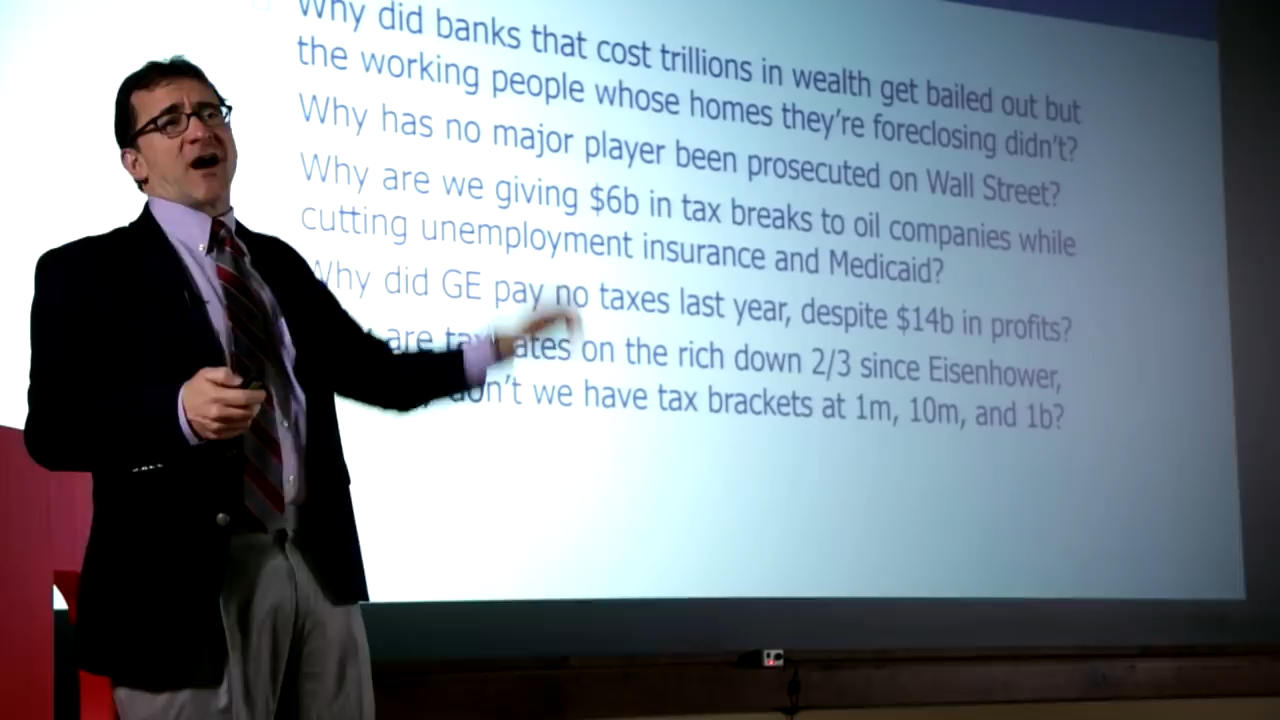 Why did banks that cost trillions in wealth get bailed out but
the working people whose homes they're foreclosing didn't?
Why has no major player been prosecuted on Wall Street?
Why are we giving $6b in tax breaks to oil companies while
cutting unemployment insurance and Medicaid?
Why did GE pay no taxes last year, despite $14b in profits?
are tax rates on the rich down 2/3 since Eisenhower,
don't we have tax brackets at 1m, 10m, and 1b?